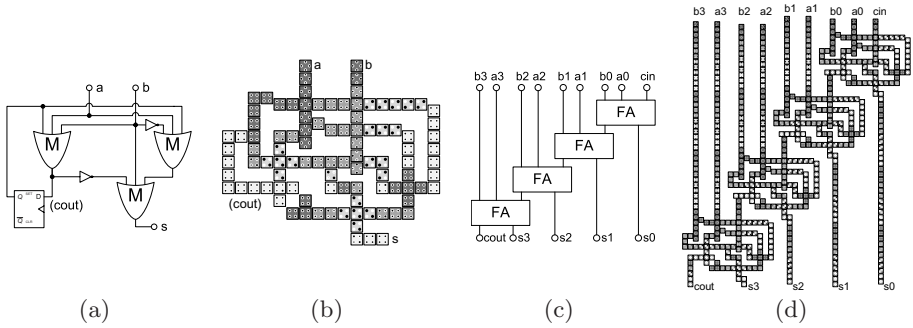 a
b
M
M
M
Q
D
Q
(cout)
s
(a)
a
b
(cout)
s
(b)
b3 a3 b2 a2 b1 a1 b0 a0 cin
FA
FA
FA
FA
cout s3 s2 s1 s0
(c)
b3 a3 b2 a2 b1 a1 b0 a0 cin
cout s3 s2 s1 s0
(d)